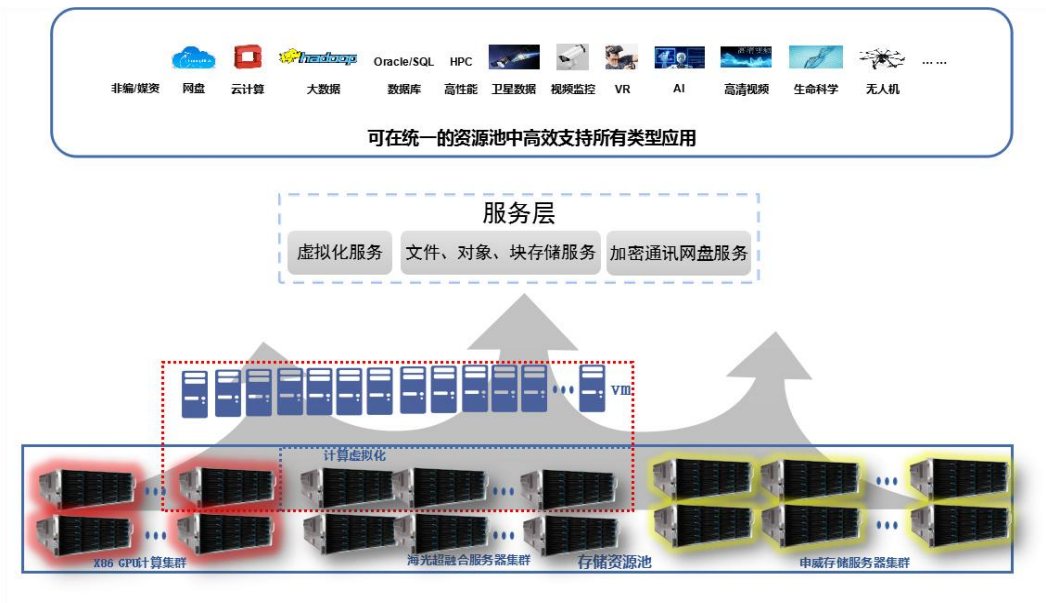 hadoop
Oracle/SQL HPC
高清视频
... ...
非编/媒资 网盘 云计算 大数据 数据库 高性能 卫星数据 视频监控 VR AI 高清视频 生命科学 无人机
可在统一的资源池中高效支持所有类型应用
服务层
虚拟化服务 文件、对象、块存储服务 加密通讯网盘服务
... VM
计算虚拟化
... ... ...
... ... ...
X86 GPU计算集群 海光超融合服务器集群 存储资源池 申威存储服务器集群